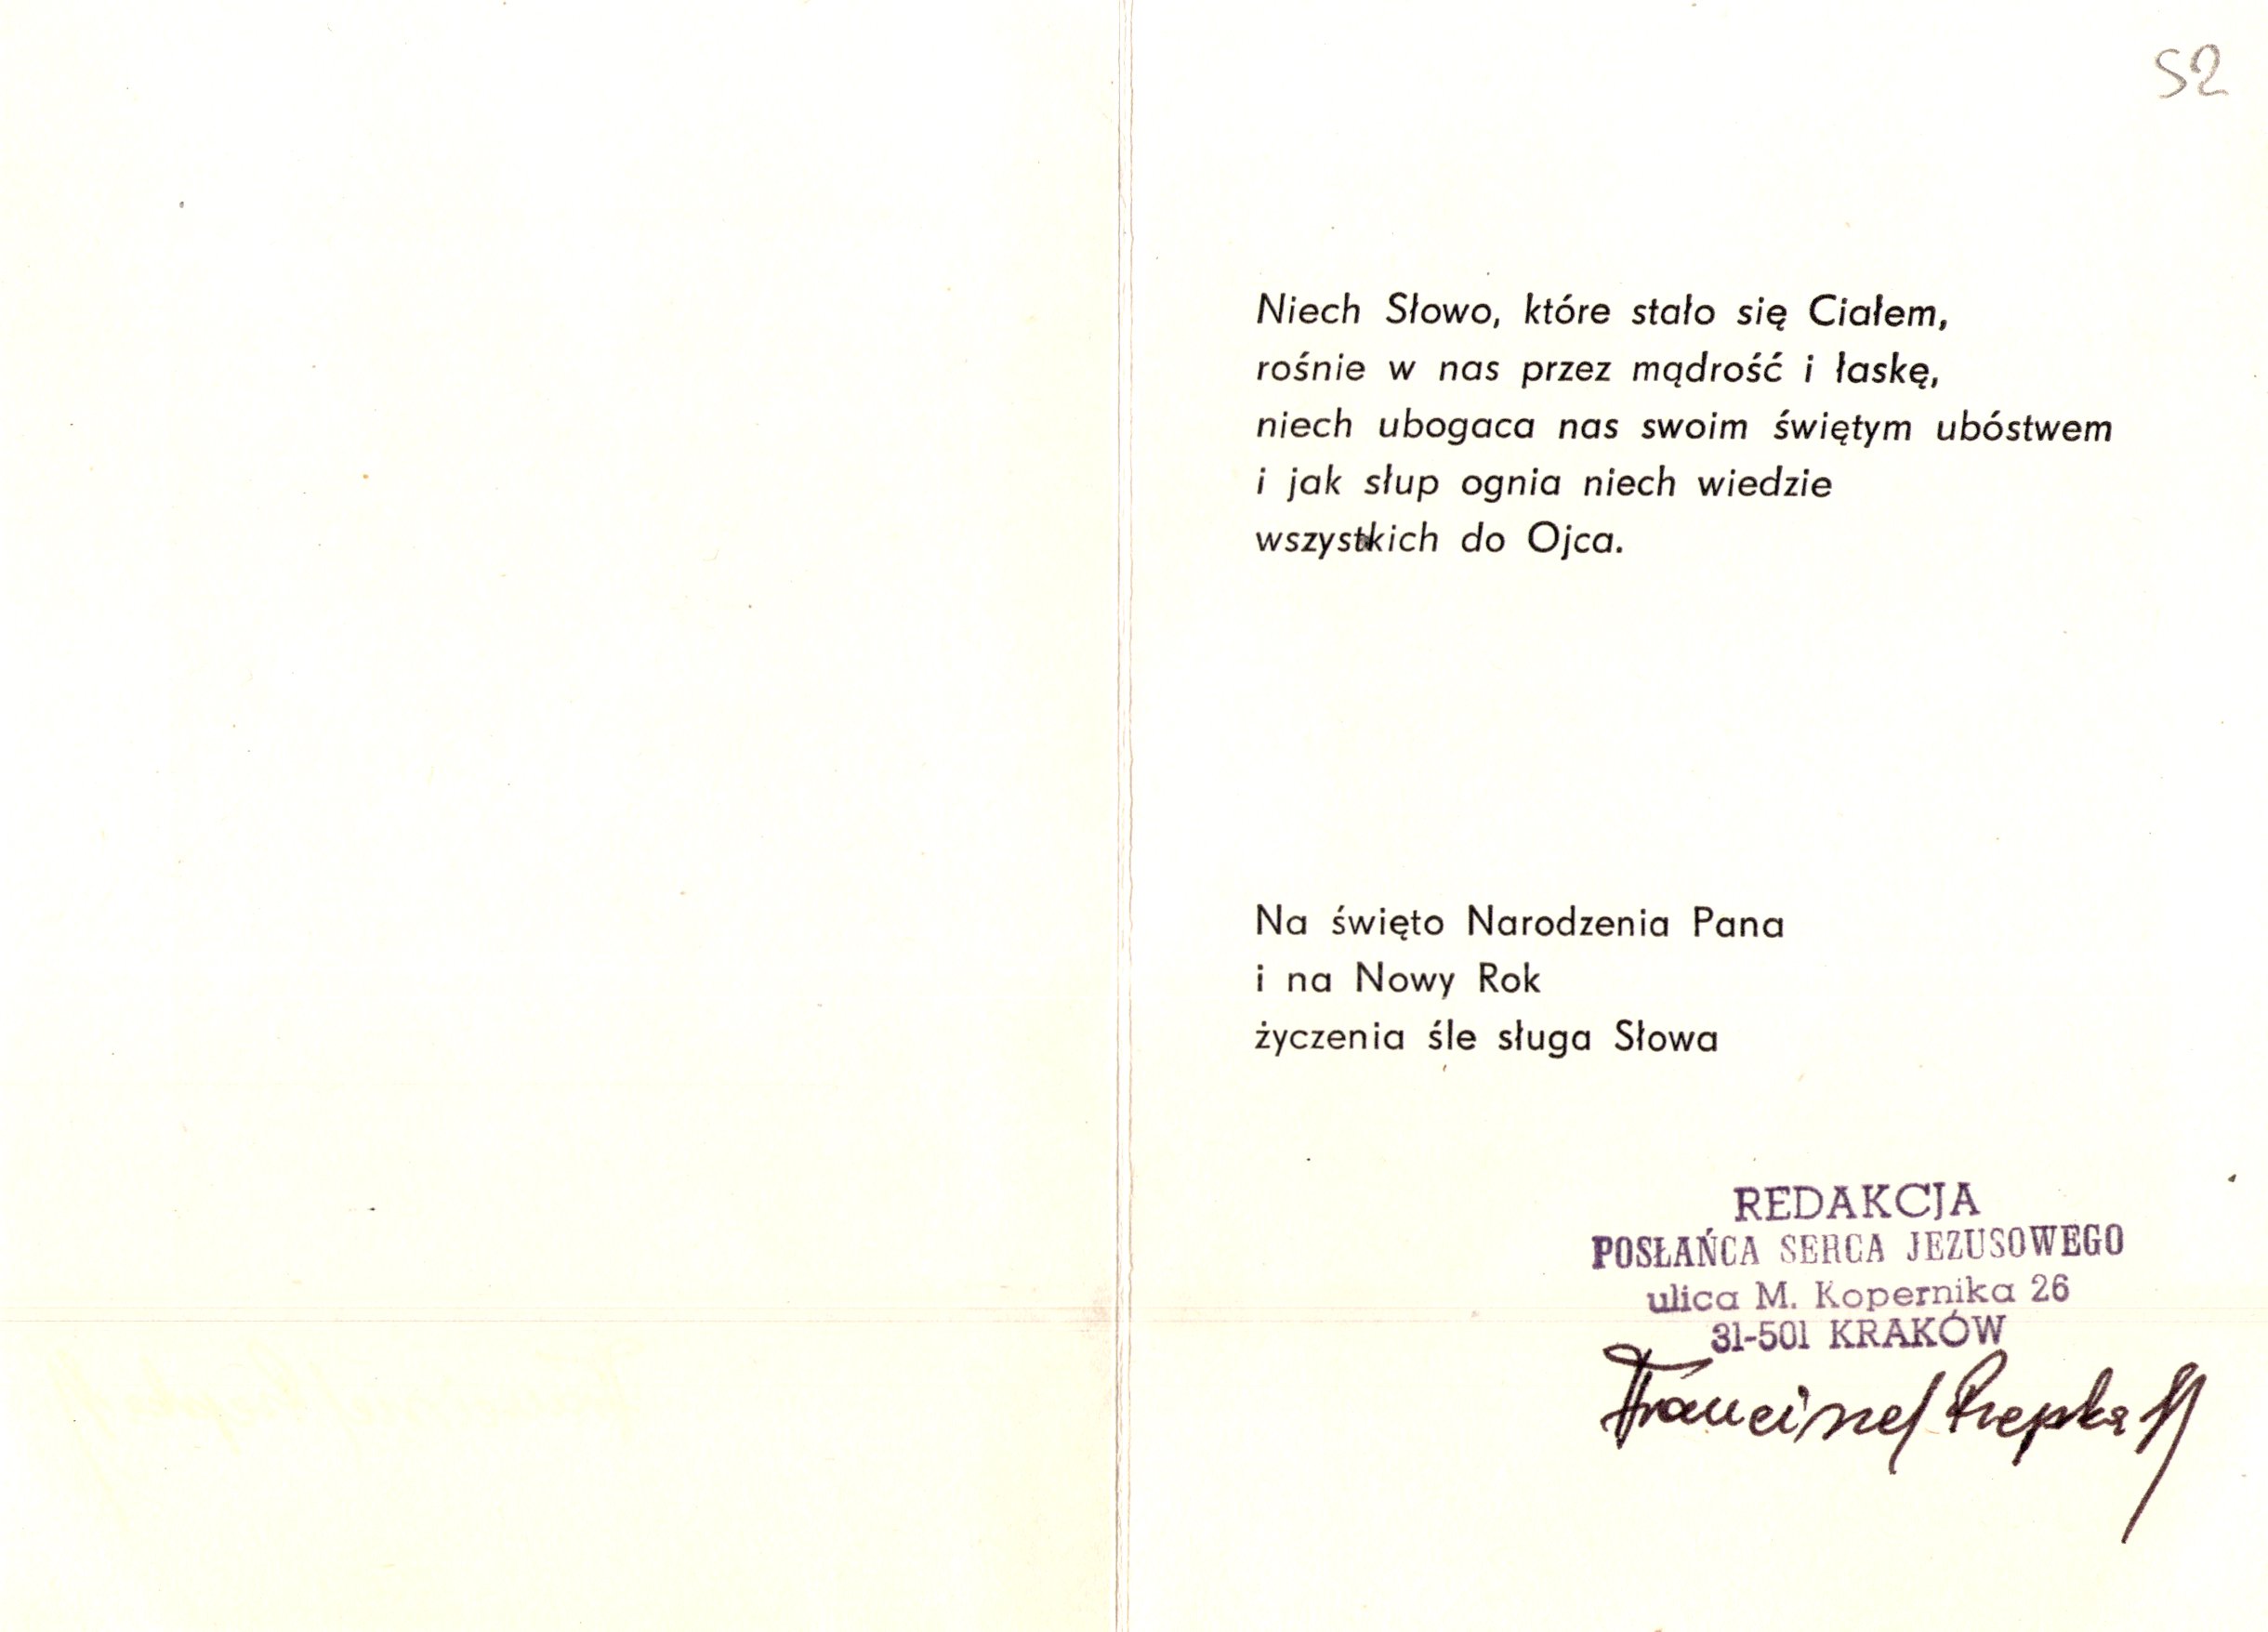 52
Niech Słowo, które stało się Ciałem,
rośnie w nas przez mądrość i łaskę,
niech ubogaca nas swoim świętym ubóstwem
i jak słup ognia niech wiedzie
wszystkich do Ojca.
Na święto Narodzenia Pana
i na Nowy Rok
życzenia śle sługa Słowa
REDAKCJA
POSŁAŃCA SERCA JEZUSOWEGO
ulica M. Kopernika 26
31-501 KRAKÓW